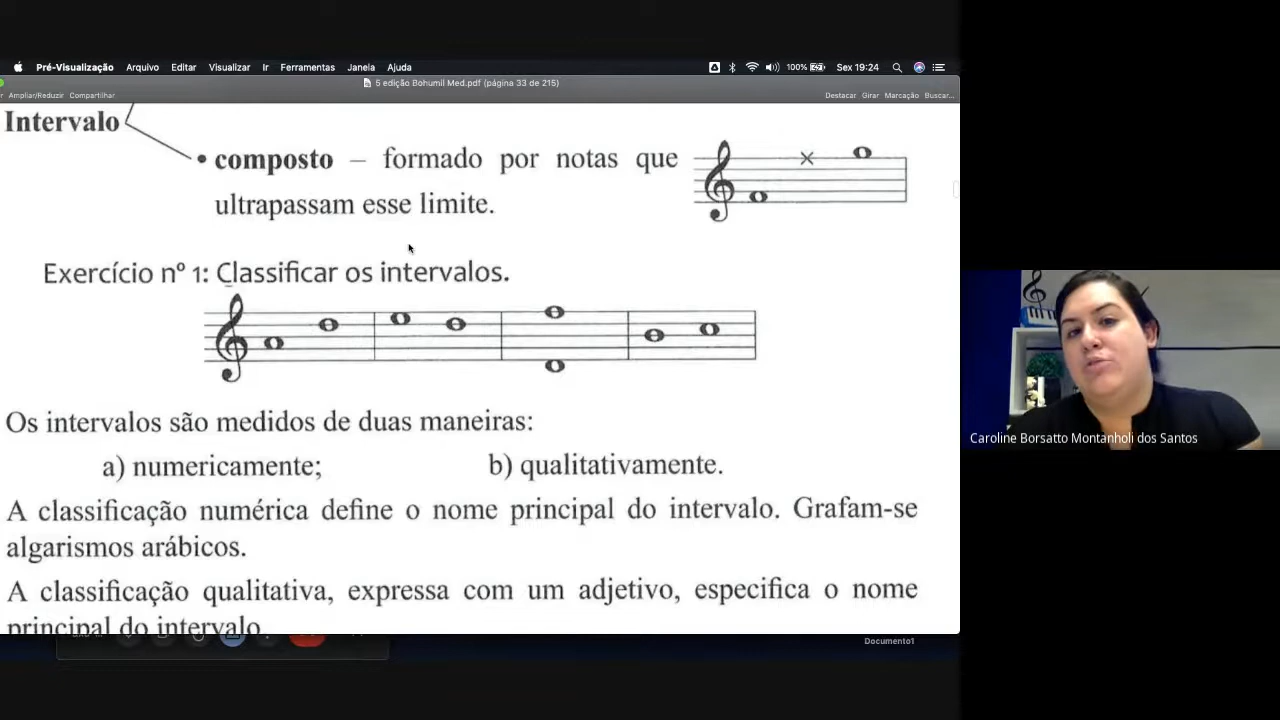 Pré-Visualização Arquivo Editar Visualizar Ir Ferramentas Janela Ajuda 100% Sex 19:24
5 edição Bohumil Med.pdf (página 33 de 215)
r Ampliar/Reduzir Compartilhar Destacar Girar Marcação Buscar...
Intervalo
• composto – formado por notas que
ultrapassam esse limite.
Exercício nº 1: Classificar os intervalos.
Os intervalos são medidos de duas maneiras:
a) numericamente; b) qualitativamente.
A classificação numérica define o nome principal do intervalo. Grafam-se
algarismos arábicos.
A classificação qualitativa, expressa com um adjetivo, especifica o nome
principal do intervalo
Documento1
Caroline Borsatto Montanholi dos Santos